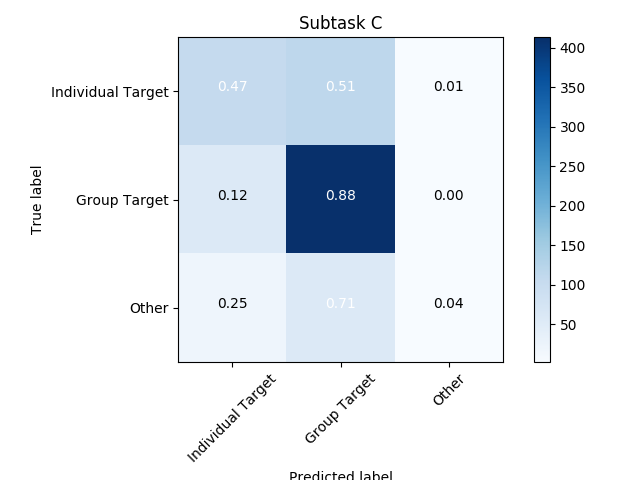 Subtask C
True label
Individual Target 0.47 0.51 0.01
Group Target 0.12 0.88 0.00
Other 0.25 0.71 0.04
Individual Target Group Target Other
Predicted label
400
350
300
250
200
150
100
50